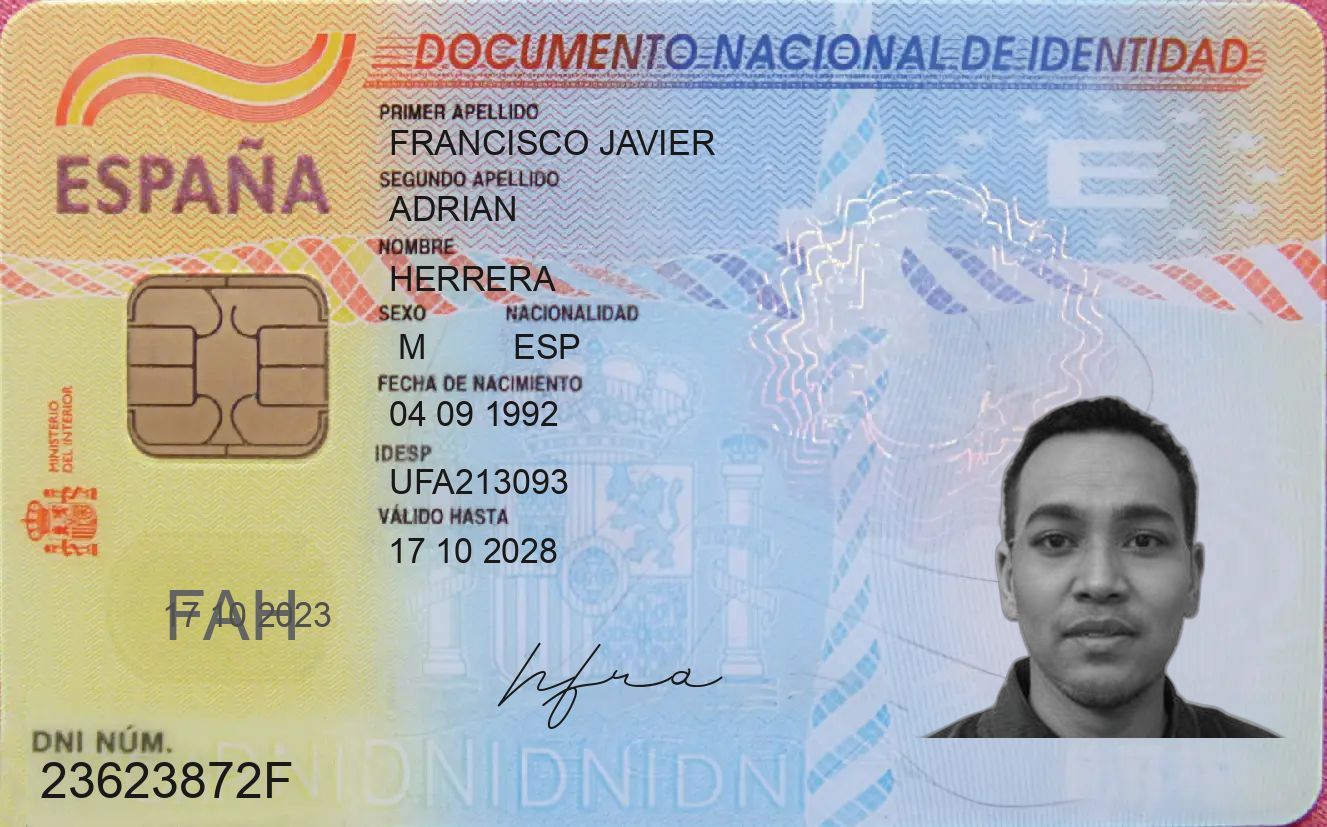 DOCUMENTO NACIONAL DE IDENTIDAD
ESPAÑA
PRIMER APELLIDO
FRANCISCO JAVIER
SEGUNDO APELLIDO
ADRIAN
NOMBRE
HERRERA
SEXO NACIONALIDAD
M ESP
FECHA DE NACIMIENTO
04 09 1992
IDESP
UFA213093
VÁLIDO HASTA
17 10 2028
MINISTERIO
DEL INTERIOR
E
FAH
17 10 2023
hfra
DNI NÚM.
23623872F
DNIDNIDNIDN